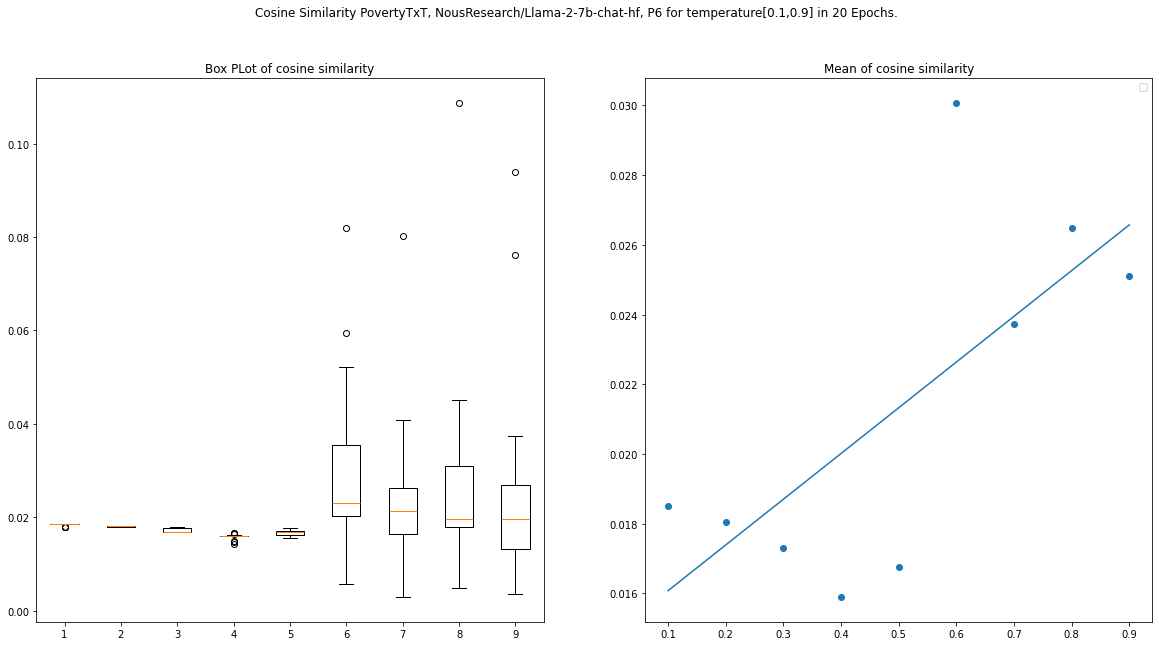 Cosine Similarity PovertyTxT, NousResearch/Llama-2-7b-chat-hf, P6 for temperature[0.1,0.9] in 20 Epochs.
Box PLot of cosine similarity
0.10
0.08
0.06
0.04
0.02
0.00
1 2 3 4 5 6 7 8 9
Mean of cosine similarity
0.030
0.028
0.026
0.024
0.022
0.020
0.018
0.016
0.1 0.2 0.3 0.4 0.5 0.6 0.7 0.8 0.9